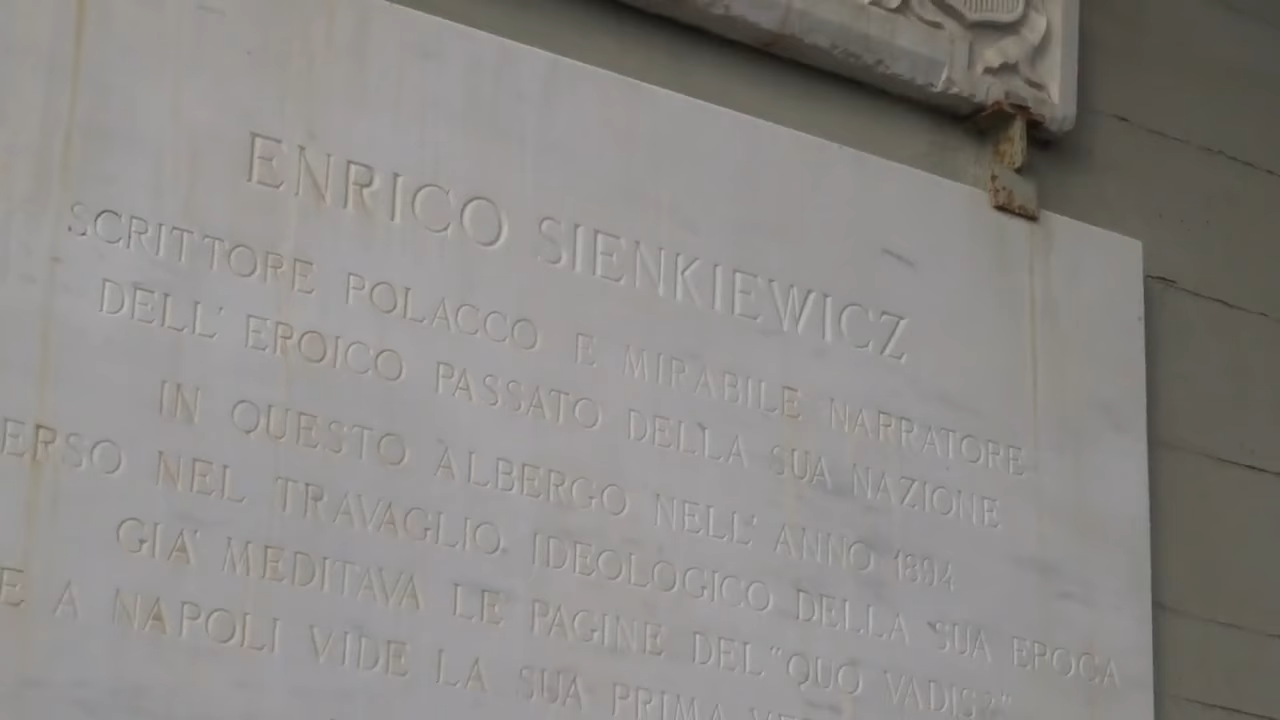 ENRICO SIENKIEWICZ
SCRITTORE POLACCO E MIRABILE NARRATORE
DELL' EROICO PASSATO DELLA SUA NAZIONE
IN QUESTO ALBERGO NELL' ANNO 1894
ERSO NEL TRAVAGLIO IDEOLOGICO DELLA SUA EPOCA
GIA' MEDITAVA LE PAGINE DEL "QUO VADIS?"
E A NAPOLI VIDE LA SUA PRIMA